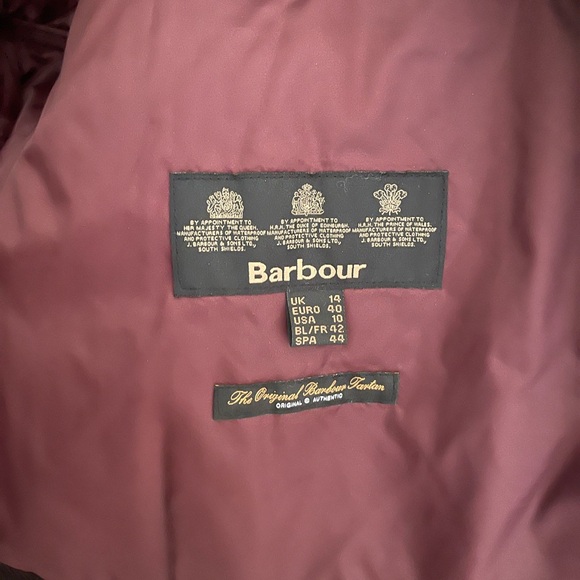 BY APPOINTMENT TO
HER MAJESTY THE QUEEN
MANUFACTURERS OF WATERPROOF
AND PROTECTIVE CLOTHING
J. BARBOUR & SONS LTD.,
SOUTH SHIELDS.
BY APPOINTMENT TO
H.R.H. THE DUKE OF EDINBURGH,
MANUFACTURERS OF WATERPROOF
AND PROTECTIVE CLOTHING
J. BARBOUR & SONS LTD.,
SOUTH SHIELDS.
BY APPOINTMENT TO
H.R.H. THE PRINCE OF WALES,
MANUFACTURERS OF WATERPROOF
AND PROTECTIVE CLOTHING
J. BARBOUR & SONS LTD.,
SOUTH SHIELDS.
Barbour
UK 14
EURO 40
USA 10
BL/FR 42
SPA 44
The Original Barbour Tartan
ORIGINAL & AUTHENTIC